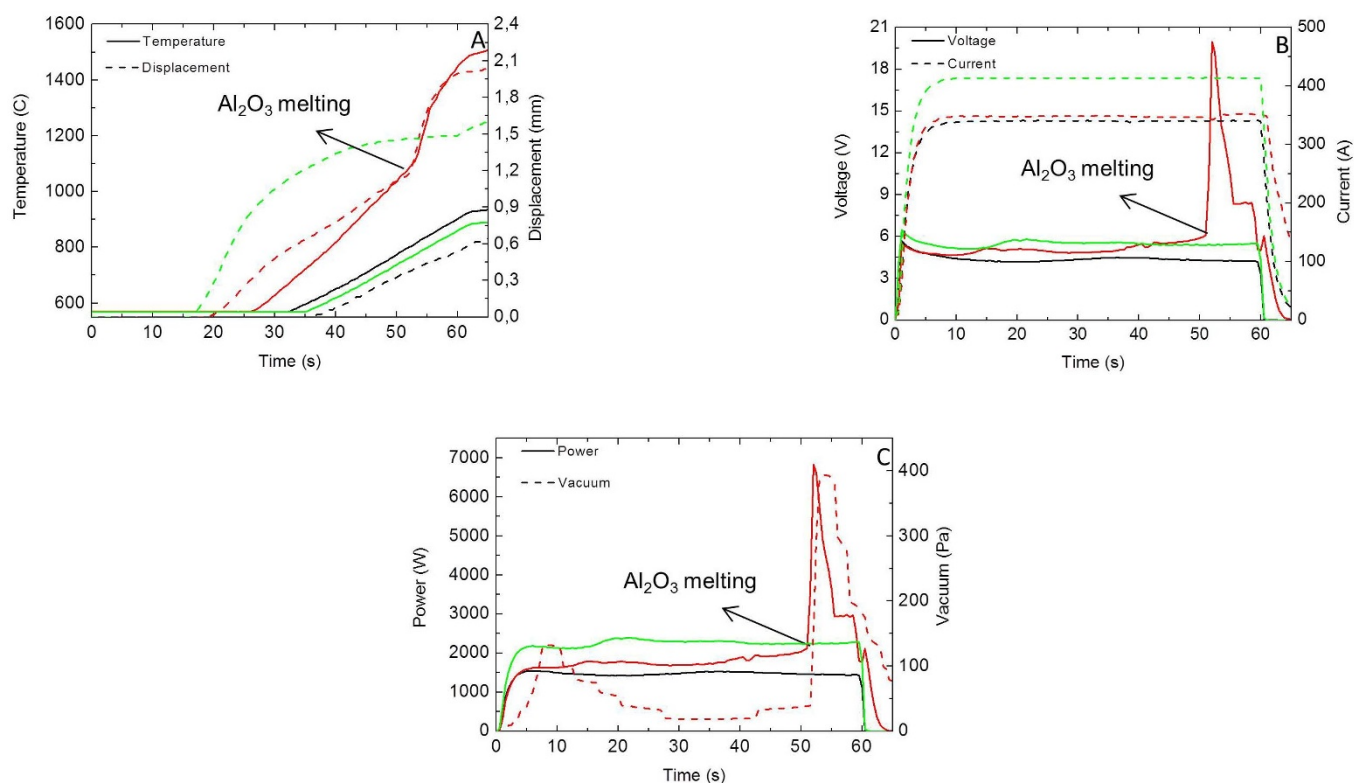 A
Temperature
Displacement
Al₂O₃ melting
Temperature (C)
1600
1400
1200
1000
800
600
2,4
2,1
1,8
1,5
1,2
0,9
0,6
0,3
0,0
Displacement (mm)
0 10 20 30 40 50 60
Time (s)
B
Voltage
Current
Al₂O₃ melting
Voltage (V)
21
18
15
12
9
6
3
0
500
400
300
200
100
0
Current (A)
0 10 20 30 40 50 60
Time (s)
C
Power
Vacuum
Al₂O₃ melting
Power (W)
7000
6000
5000
4000
3000
2000
1000
0
400
300
200
100
0
Vacuum (Pa)
0 10 20 30 40 50 60
Time (s)